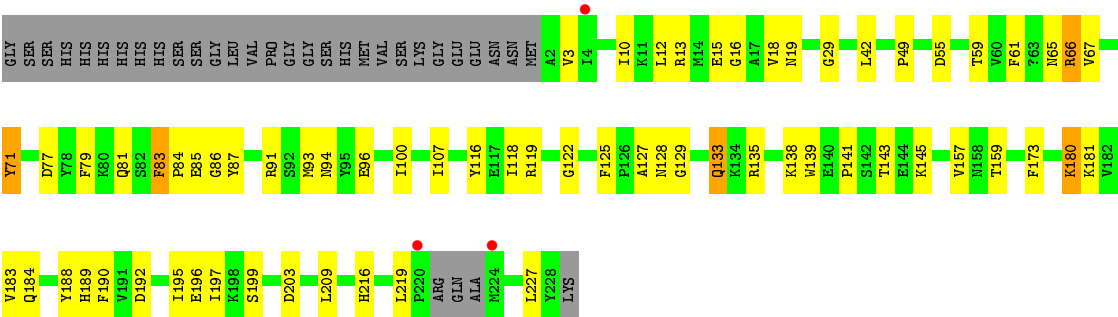 GLY SER SER HIS HIS HIS HIS HIS HIS HIS SER SER GLY LEU VAL PRO GLY GLY SER HIS MET VAL SER LYS GLY GLU GLU ASN ASN MET A2 V3 I4 I10 K11 L12 R13 M14 E15 G16 A17 V18 N19 G29 L42 P49 D55 T59 V60 F61 ?63 N65 R66 V67
Y71 D77 Y78 F79 K80 Q81 S82 F83 P84 E85 G86 Y87 R91 S92 M93 N94 Y95 E96 I100 I107 Y116 E117 I118 R119 G122 F125 P126 A127 N128 G129 Q133 K134 R135 K138 W139 E140 P141 S142 T143 E144 K145 V157 N158 T159 F173 K180 K181 V182
V183 Q184 Y188 H189 F190 V191 D192 I195 E196 I197 K198 S199 D203 L209 H216 L219 P220 ARG GLN ALA M224 L227 Y228 LYS